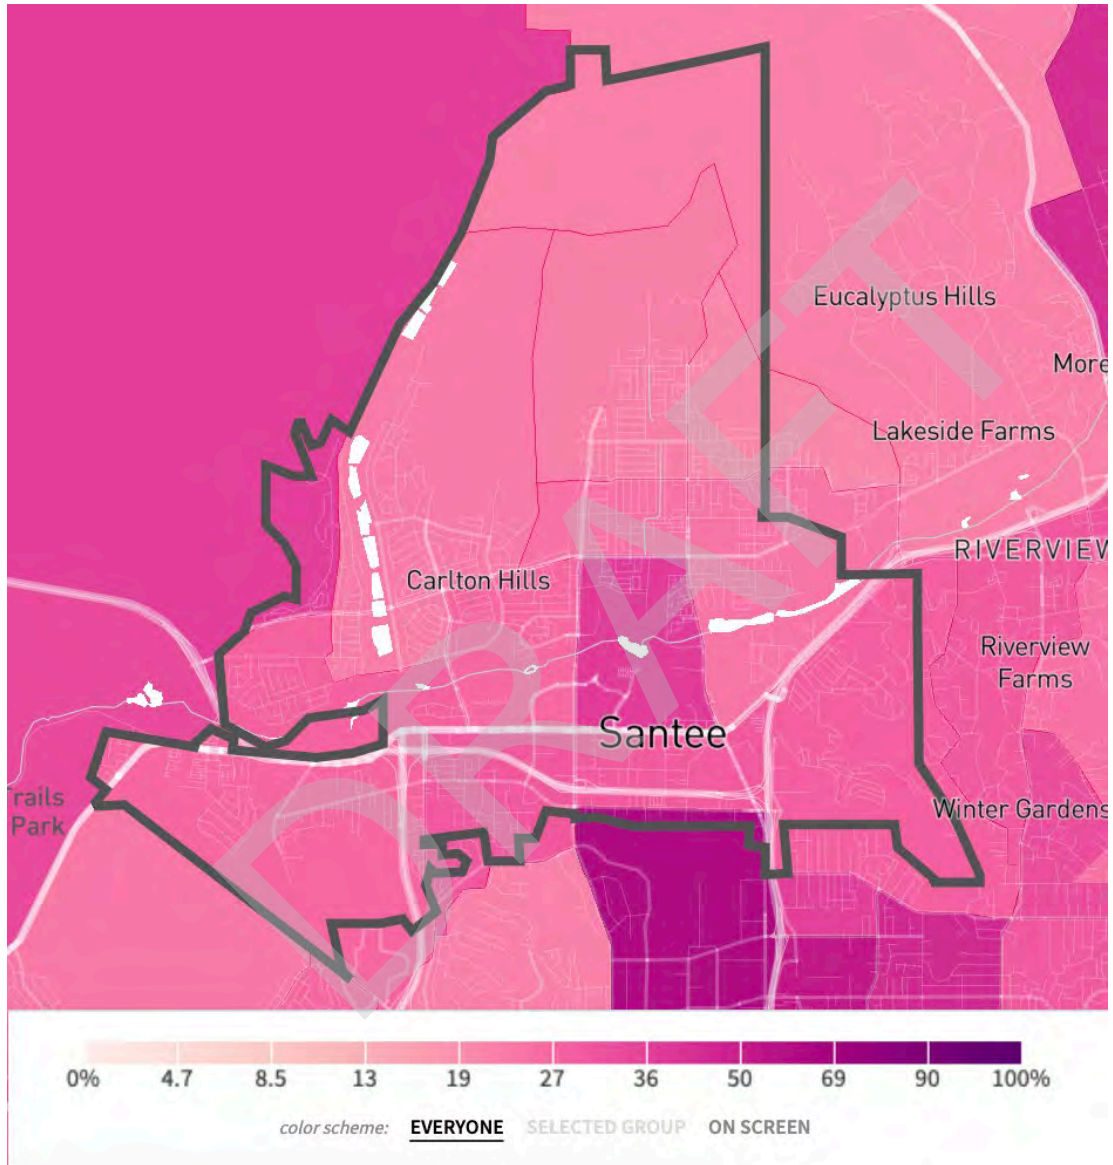 Eucalyptus Hills
More
Lakeside Farms
RIVERVIEW
Carlton Hills
Riverview
Farms
Santee
Trails
Park
Winter Gardens
DRAFT
0% 4.7 8.5 13 19 27 36 50 69 90 100%
color scheme: EVERYONE SELECTED GROUP ON SCREEN